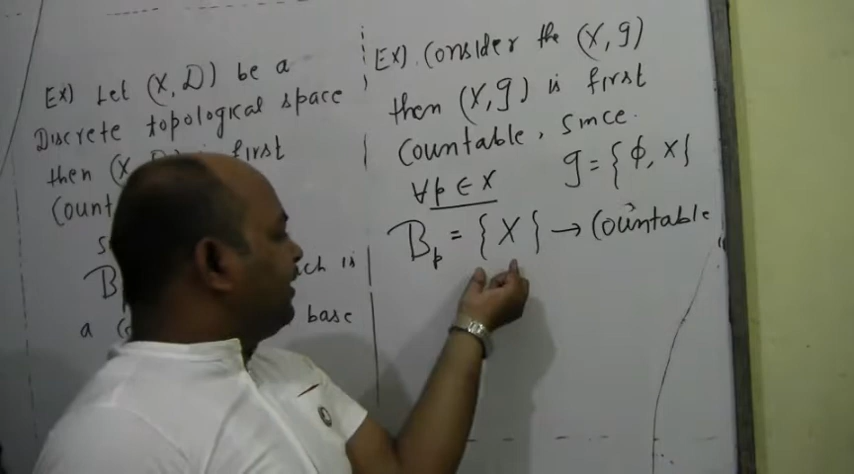 Ex) Let (X, D) be a
Discrete topological space
then (X, first
Count
B ch is
a base
Ex). Consider the (X, g)
then (X, g) is first
Countable, Since.
∀p ∈ X g = {ϕ, X}
B_p = {X} → Countable